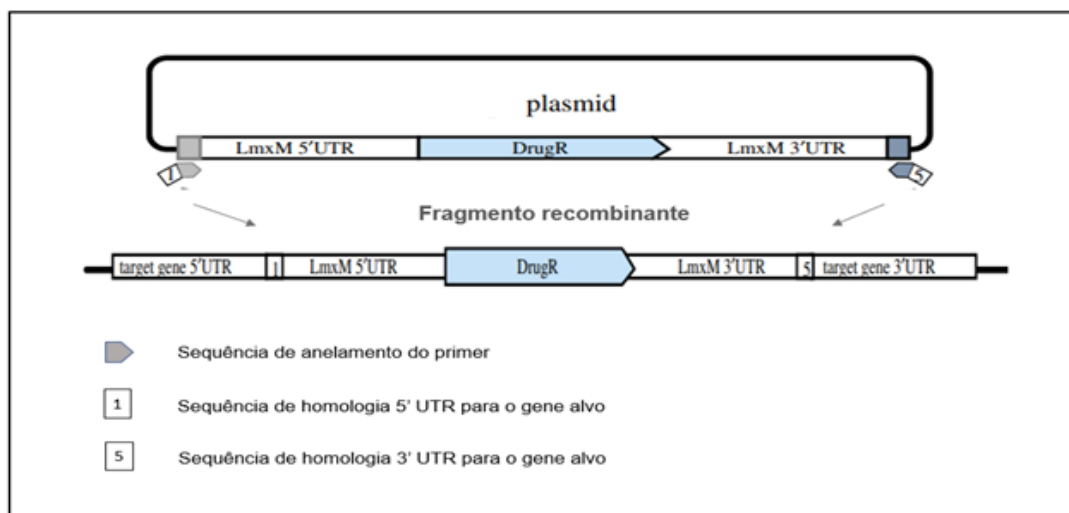 plasmid
LmxM 5′UTR DrugR LmxM 3′UTR
1 5
Fragmento recombinante
target gene 5′UTR 1 LmxM 5′UTR DrugR LmxM 3′UTR 5 target gene 3′UTR
Sequência de anelamento do primer
1 Sequência de homologia 5' UTR para o gene alvo
5 Sequência de homologia 3' UTR para o gene alvo